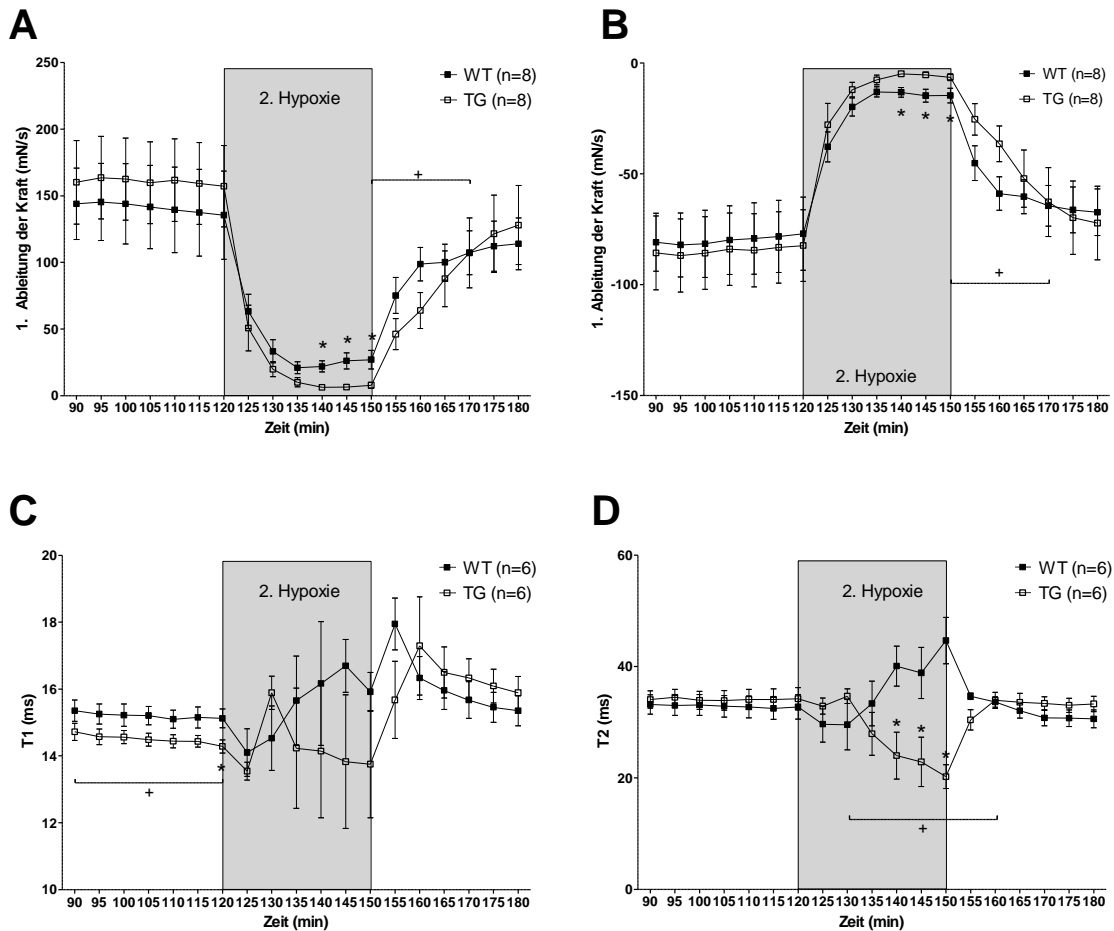 A
1. Ableitung der Kraft (mN/s)
250
200
150
100
50
0
2. Hypoxie
WT (n=8)
TG (n=8)
+
* * *
90 95 100 105 110 115 120 125 130 135 140 145 150 155 160 165 170 175 180
Zeit (min)
B
1. Ableitung der Kraft (mN/s)
0
-50
-100
-150
WT (n=8)
TG (n=8)
* * *
+
2. Hypoxie
90 95 100 105 110 115 120 125 130 135 140 145 150 155 160 165 170 175 180
Zeit (min)
C
T1 (ms)
20
18
16
14
12
10
2. Hypoxie
WT (n=6)
TG (n=6)
*
+
90 95 100 105 110 115 120 125 130 135 140 145 150 155 160 165 170 175 180
Zeit (min)
D
T2 (ms)
60
40
20
0
2. Hypoxie
WT (n=6)
TG (n=6)
* * *
+
90 95 100 105 110 115 120 125 130 135 140 145 150 155 160 165 170 175 180
Zeit (min)